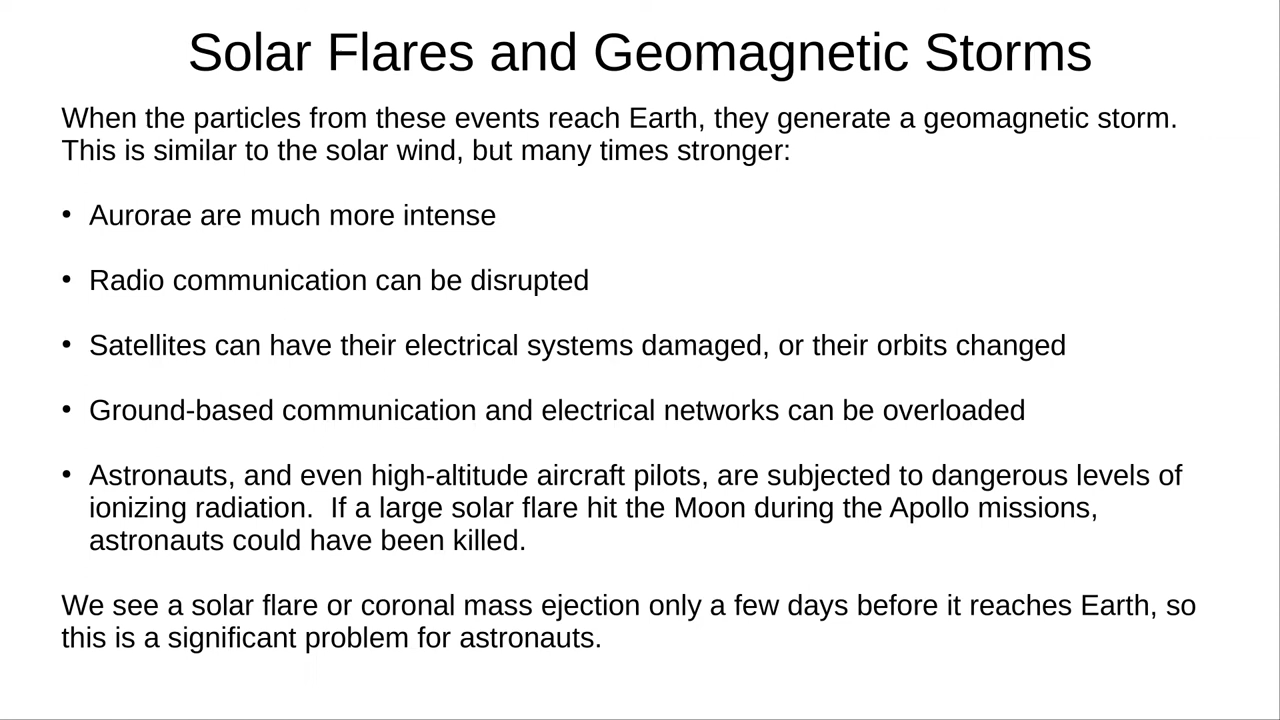 Solar Flares and Geomagnetic Storms
When the particles from these events reach Earth, they generate a geomagnetic storm.
This is similar to the solar wind, but many times stronger:
• Aurorae are much more intense
• Radio communication can be disrupted
• Satellites can have their electrical systems damaged, or their orbits changed
• Ground-based communication and electrical networks can be overloaded
• Astronauts, and even high-altitude aircraft pilots, are subjected to dangerous levels of
ionizing radiation.  If a large solar flare hit the Moon during the Apollo missions,
astronauts could have been killed.
We see a solar flare or coronal mass ejection only a few days before it reaches Earth, so
this is a significant problem for astronauts.